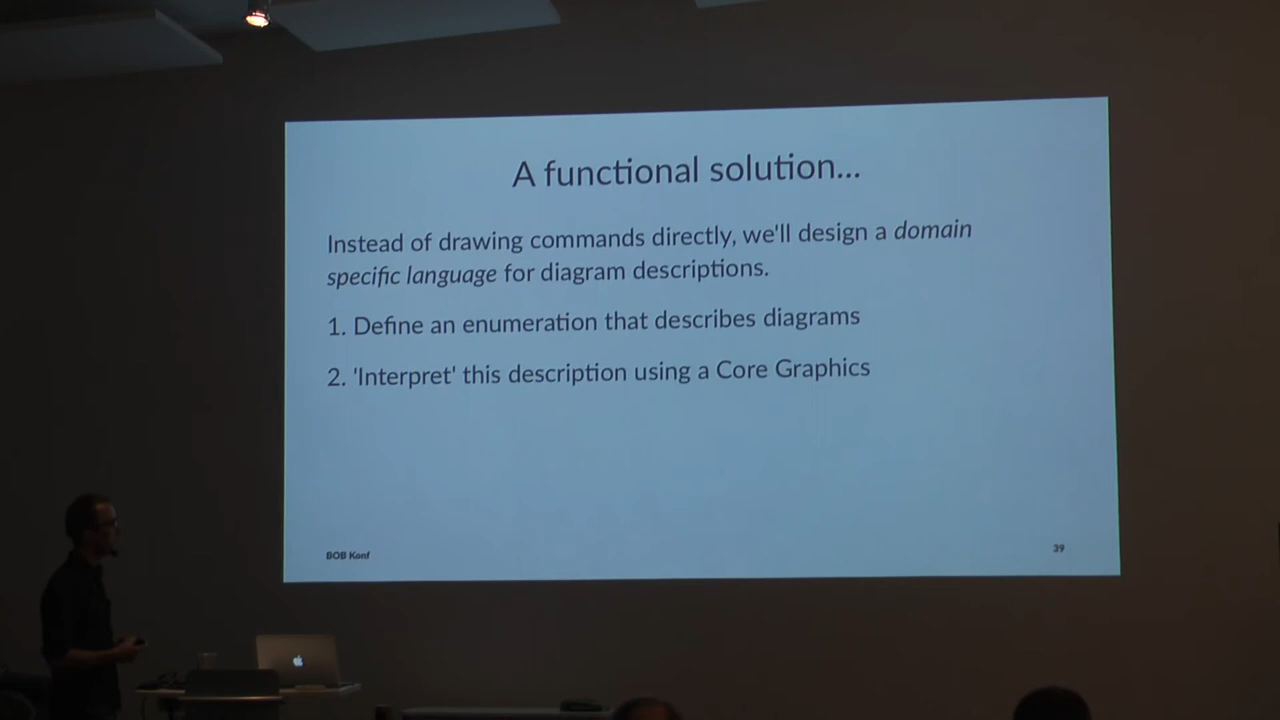 A functional solution...
Instead of drawing commands directly, we'll design a domain
specific language for diagram descriptions.
1. Define an enumeration that describes diagrams
2. 'Interpret' this description using a Core Graphics
BOB Konf
39